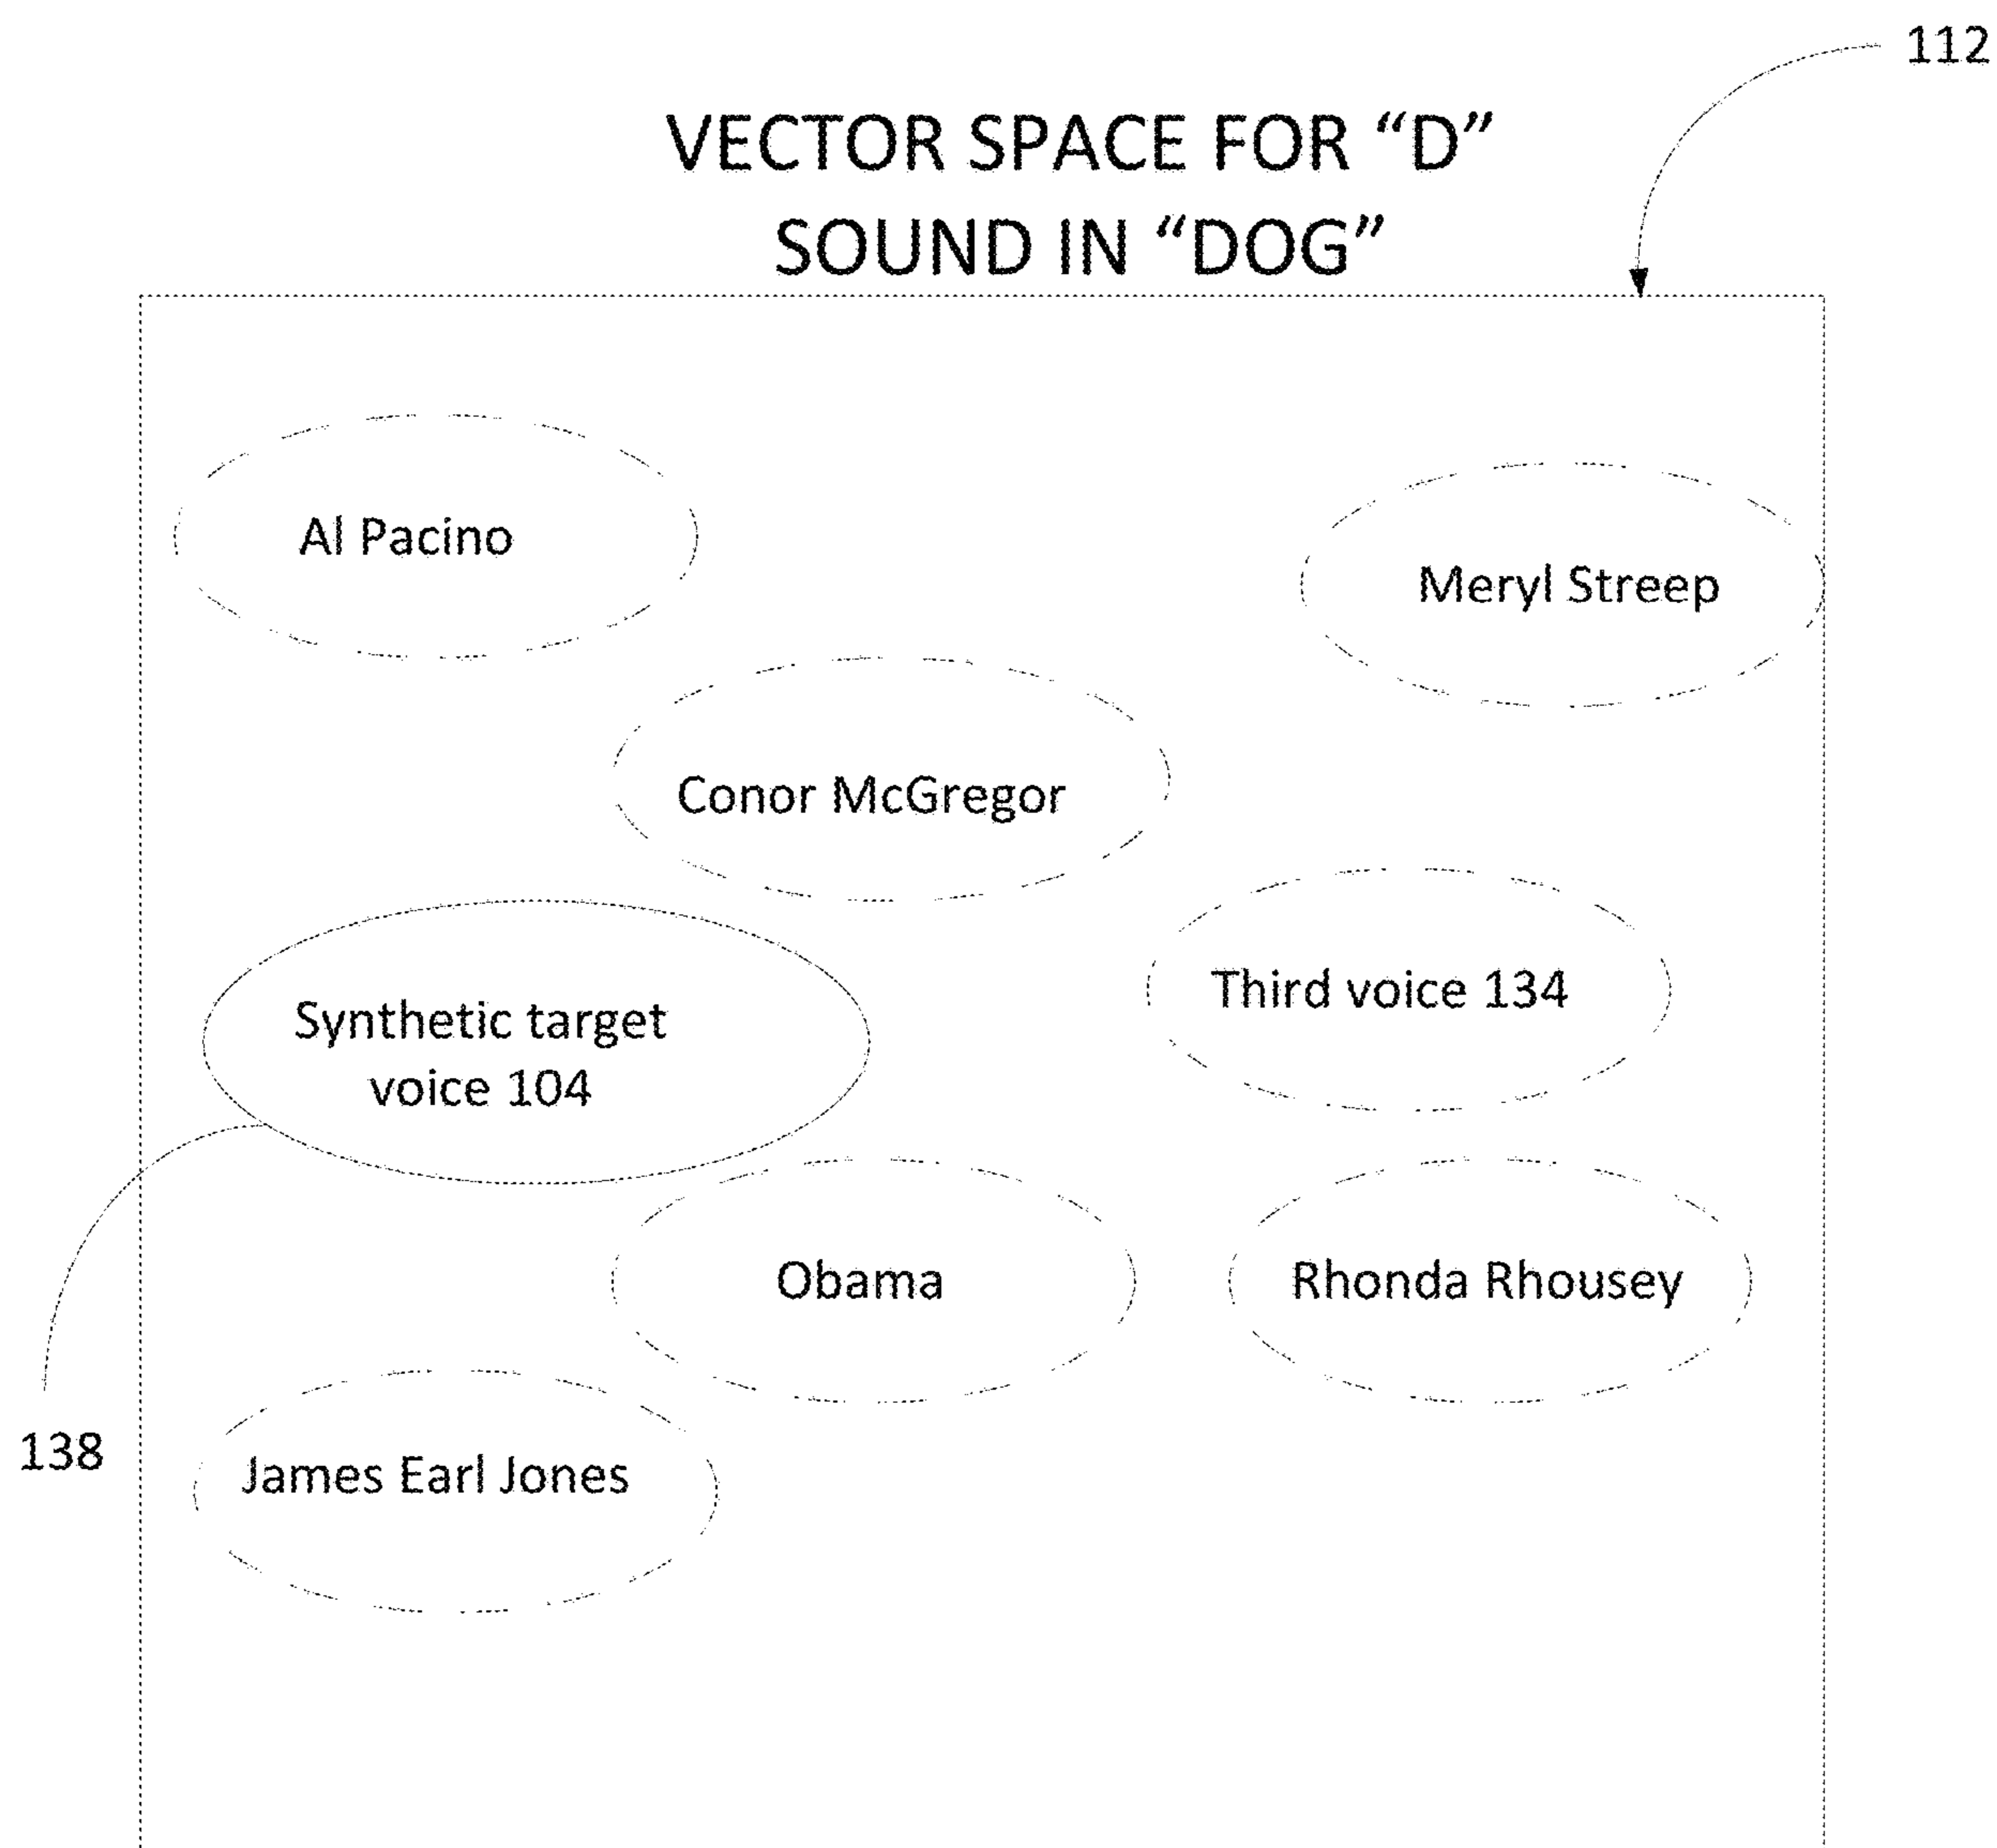 112
VECTOR SPACE FOR “D”
SOUND IN “DOG”
Al Pacino
Meryl Streep
Conor McGregor
Third voice 134
Synthetic target
voice 104
Obama
Rhonda Rhousey
138
James Earl Jones